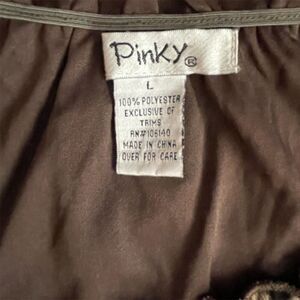 Pinky®
L
100% POLYESTER
EXCLUSIVE OF
TRIMS
RN#106140
MADE IN CHINA
OVER FOR CARE